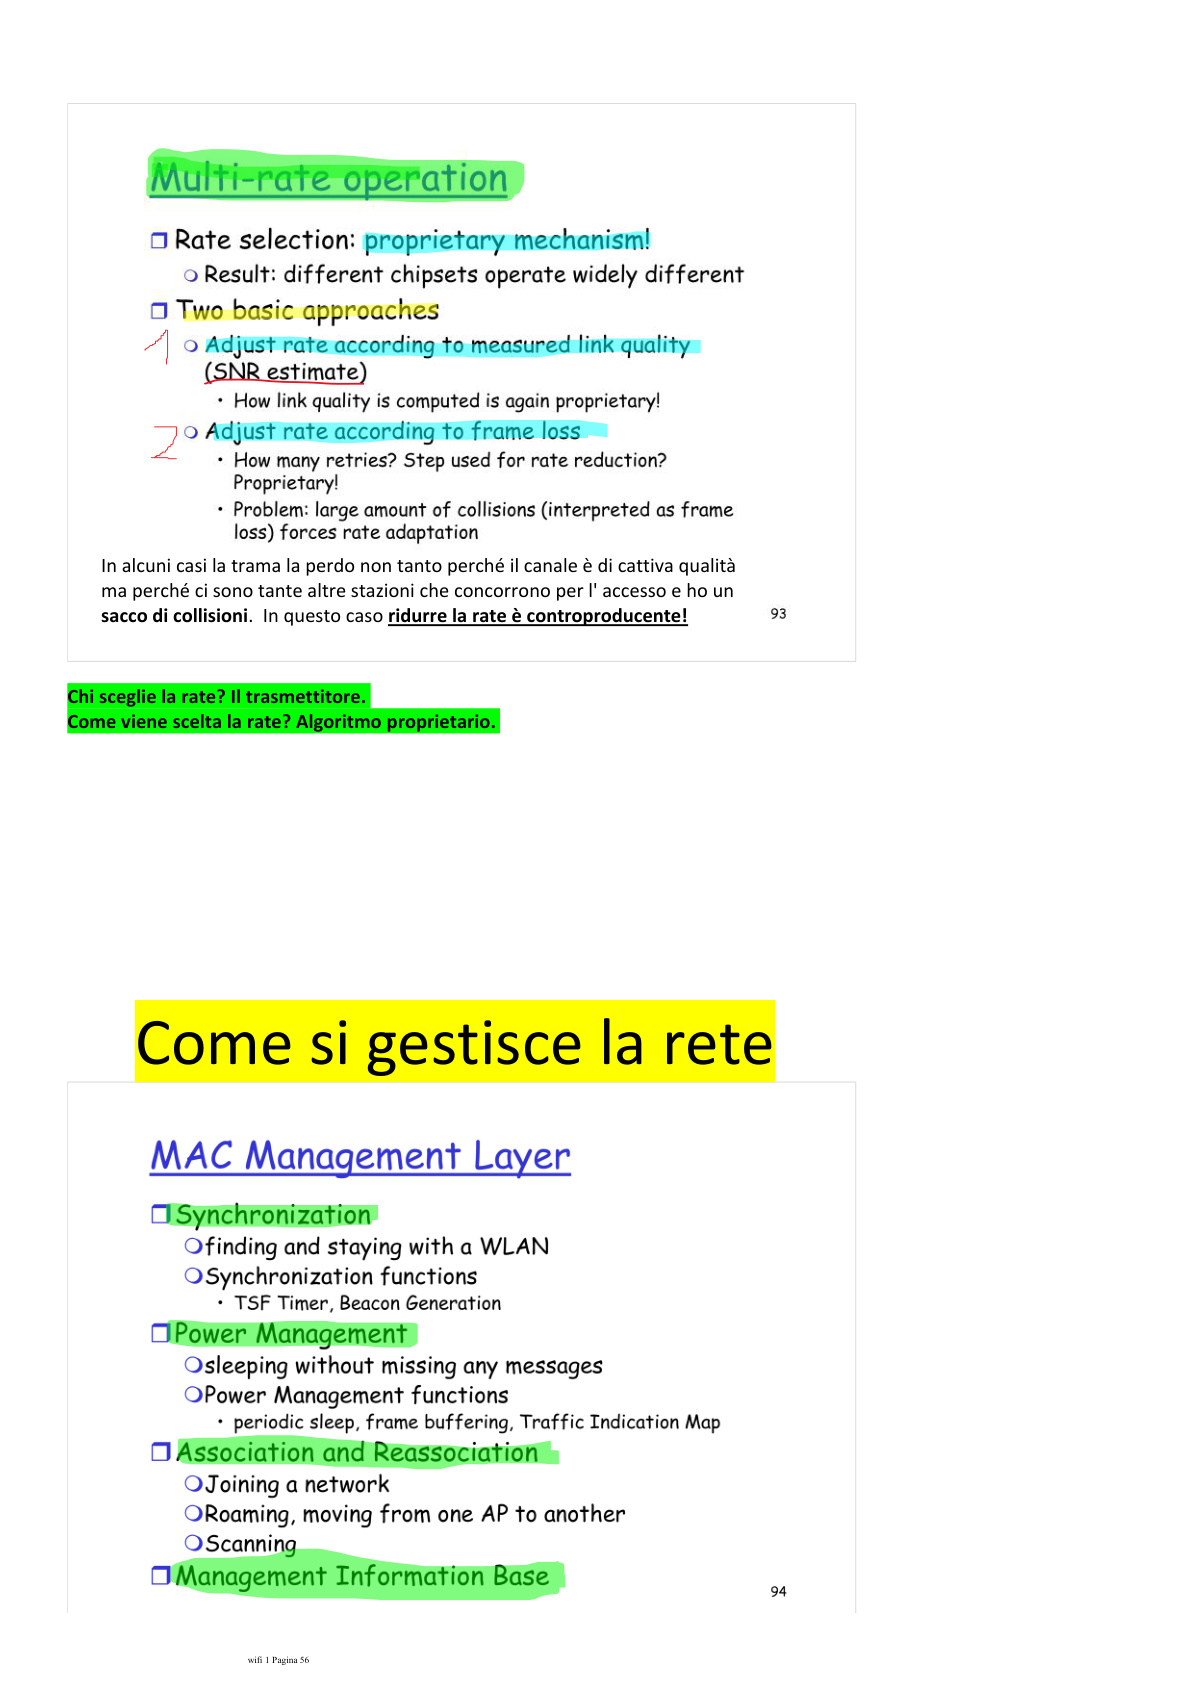 Multi-rate operation
Rate selection: proprietary mechanism!
Result: different chipsets operate widely different
Two basic approaches
1 Adjust rate according to measured link quality
(SNR estimate)
• How link quality is computed is again proprietary!
2 Adjust rate according to frame loss
• How many retries? Step used for rate reduction?
Proprietary!
• Problem: large amount of collisions (interpreted as frame
loss) forces rate adaptation
In alcuni casi la trama la perdo non tanto perché il canale è di cattiva qualità
ma perché ci sono tante altre stazioni che concorrono per l' accesso e ho un
sacco di collisioni.  In questo caso ridurre la rate è controproducente!
93
Chi sceglie la rate? Il trasmettitore.
Come viene scelta la rate? Algoritmo proprietario.
Come si gestisce la rete
MAC Management Layer
Synchronization
finding and staying with a WLAN
Synchronization functions
• TSF Timer, Beacon Generation
Power Management
sleeping without missing any messages
Power Management functions
• periodic sleep, frame buffering, Traffic Indication Map
Association and Reassociation
Joining a network
Roaming, moving from one AP to another
Scanning
Management Information Base
94
wifi 1 Pagina 56